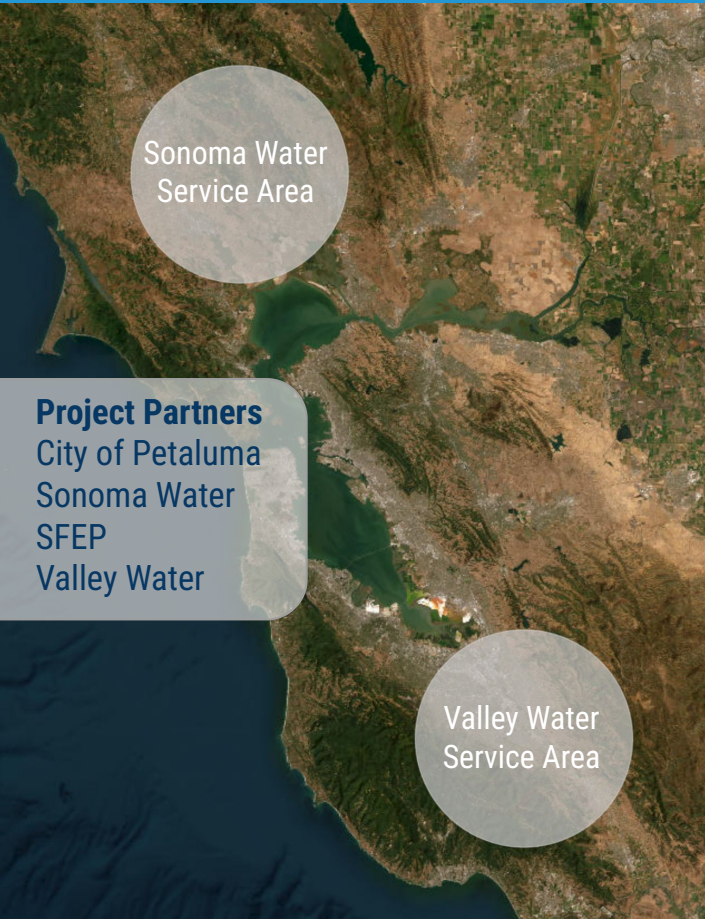 Sonoma Water
Service Area
Project Partners
City of Petaluma
Sonoma Water
SFEP
Valley Water
Valley Water
Service Area